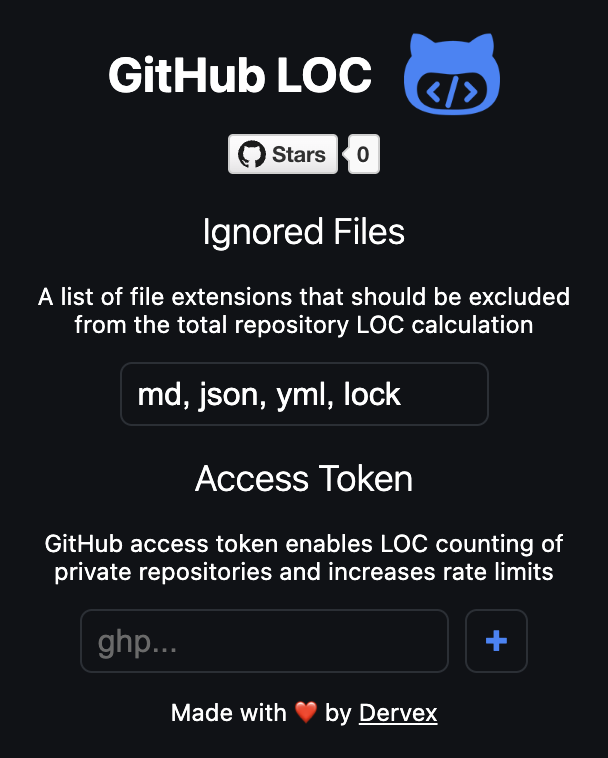 GitHub LOC
</>
Stars 0
Ignored Files
A list of file extensions that should be excluded
from the total repository LOC calculation
md, json, yml, lock
Access Token
GitHub access token enables LOC counting of
private repositories and increases rate limits
ghp...
Made with ❤️ by Dervex